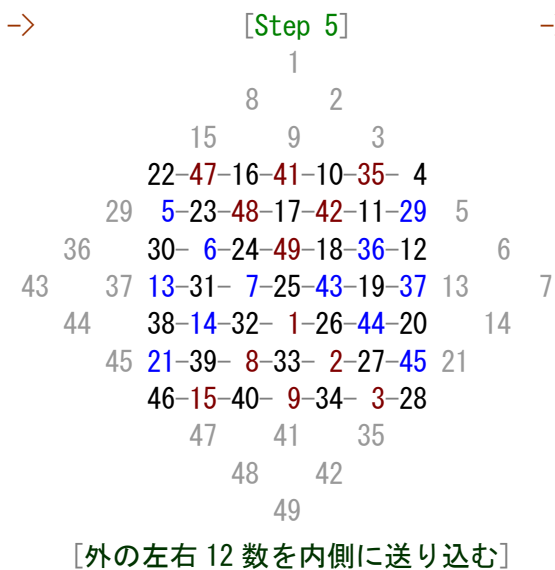 -> [Step 5] -
1
8 2
15 9 3
22-47-16-41-10-35- 4
29 5-23-48-17-42-11-29 5
36 30- 6-24-49-18-36-12 6
43 37 13-31- 7-25-43-19-37 13 7
44 38-14-32- 1-26-44-20 14
45 21-39- 8-33- 2-27-45 21
46-15-40- 9-34- 3-28
47 41 35
48 42
49
[外の左右 12 数を内側に送り込む]